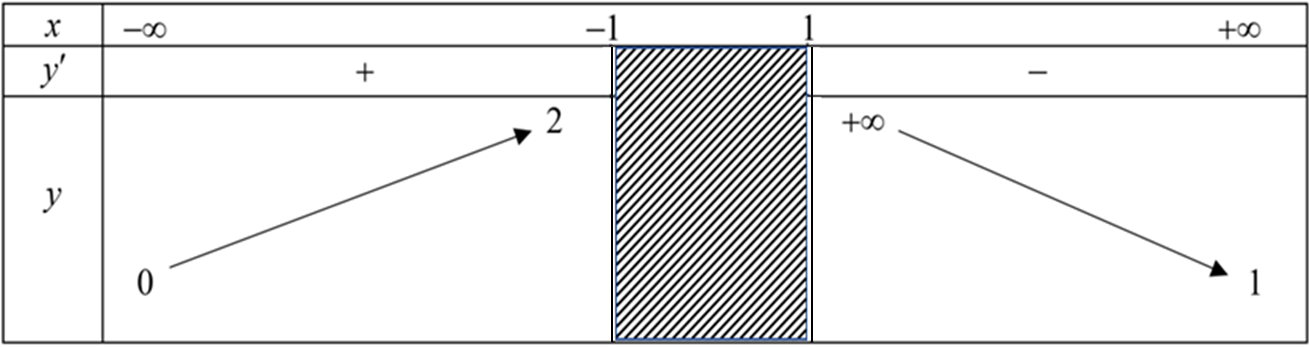 x −∞ −1 1 +∞
y′ + −
2 +∞
y
0 1